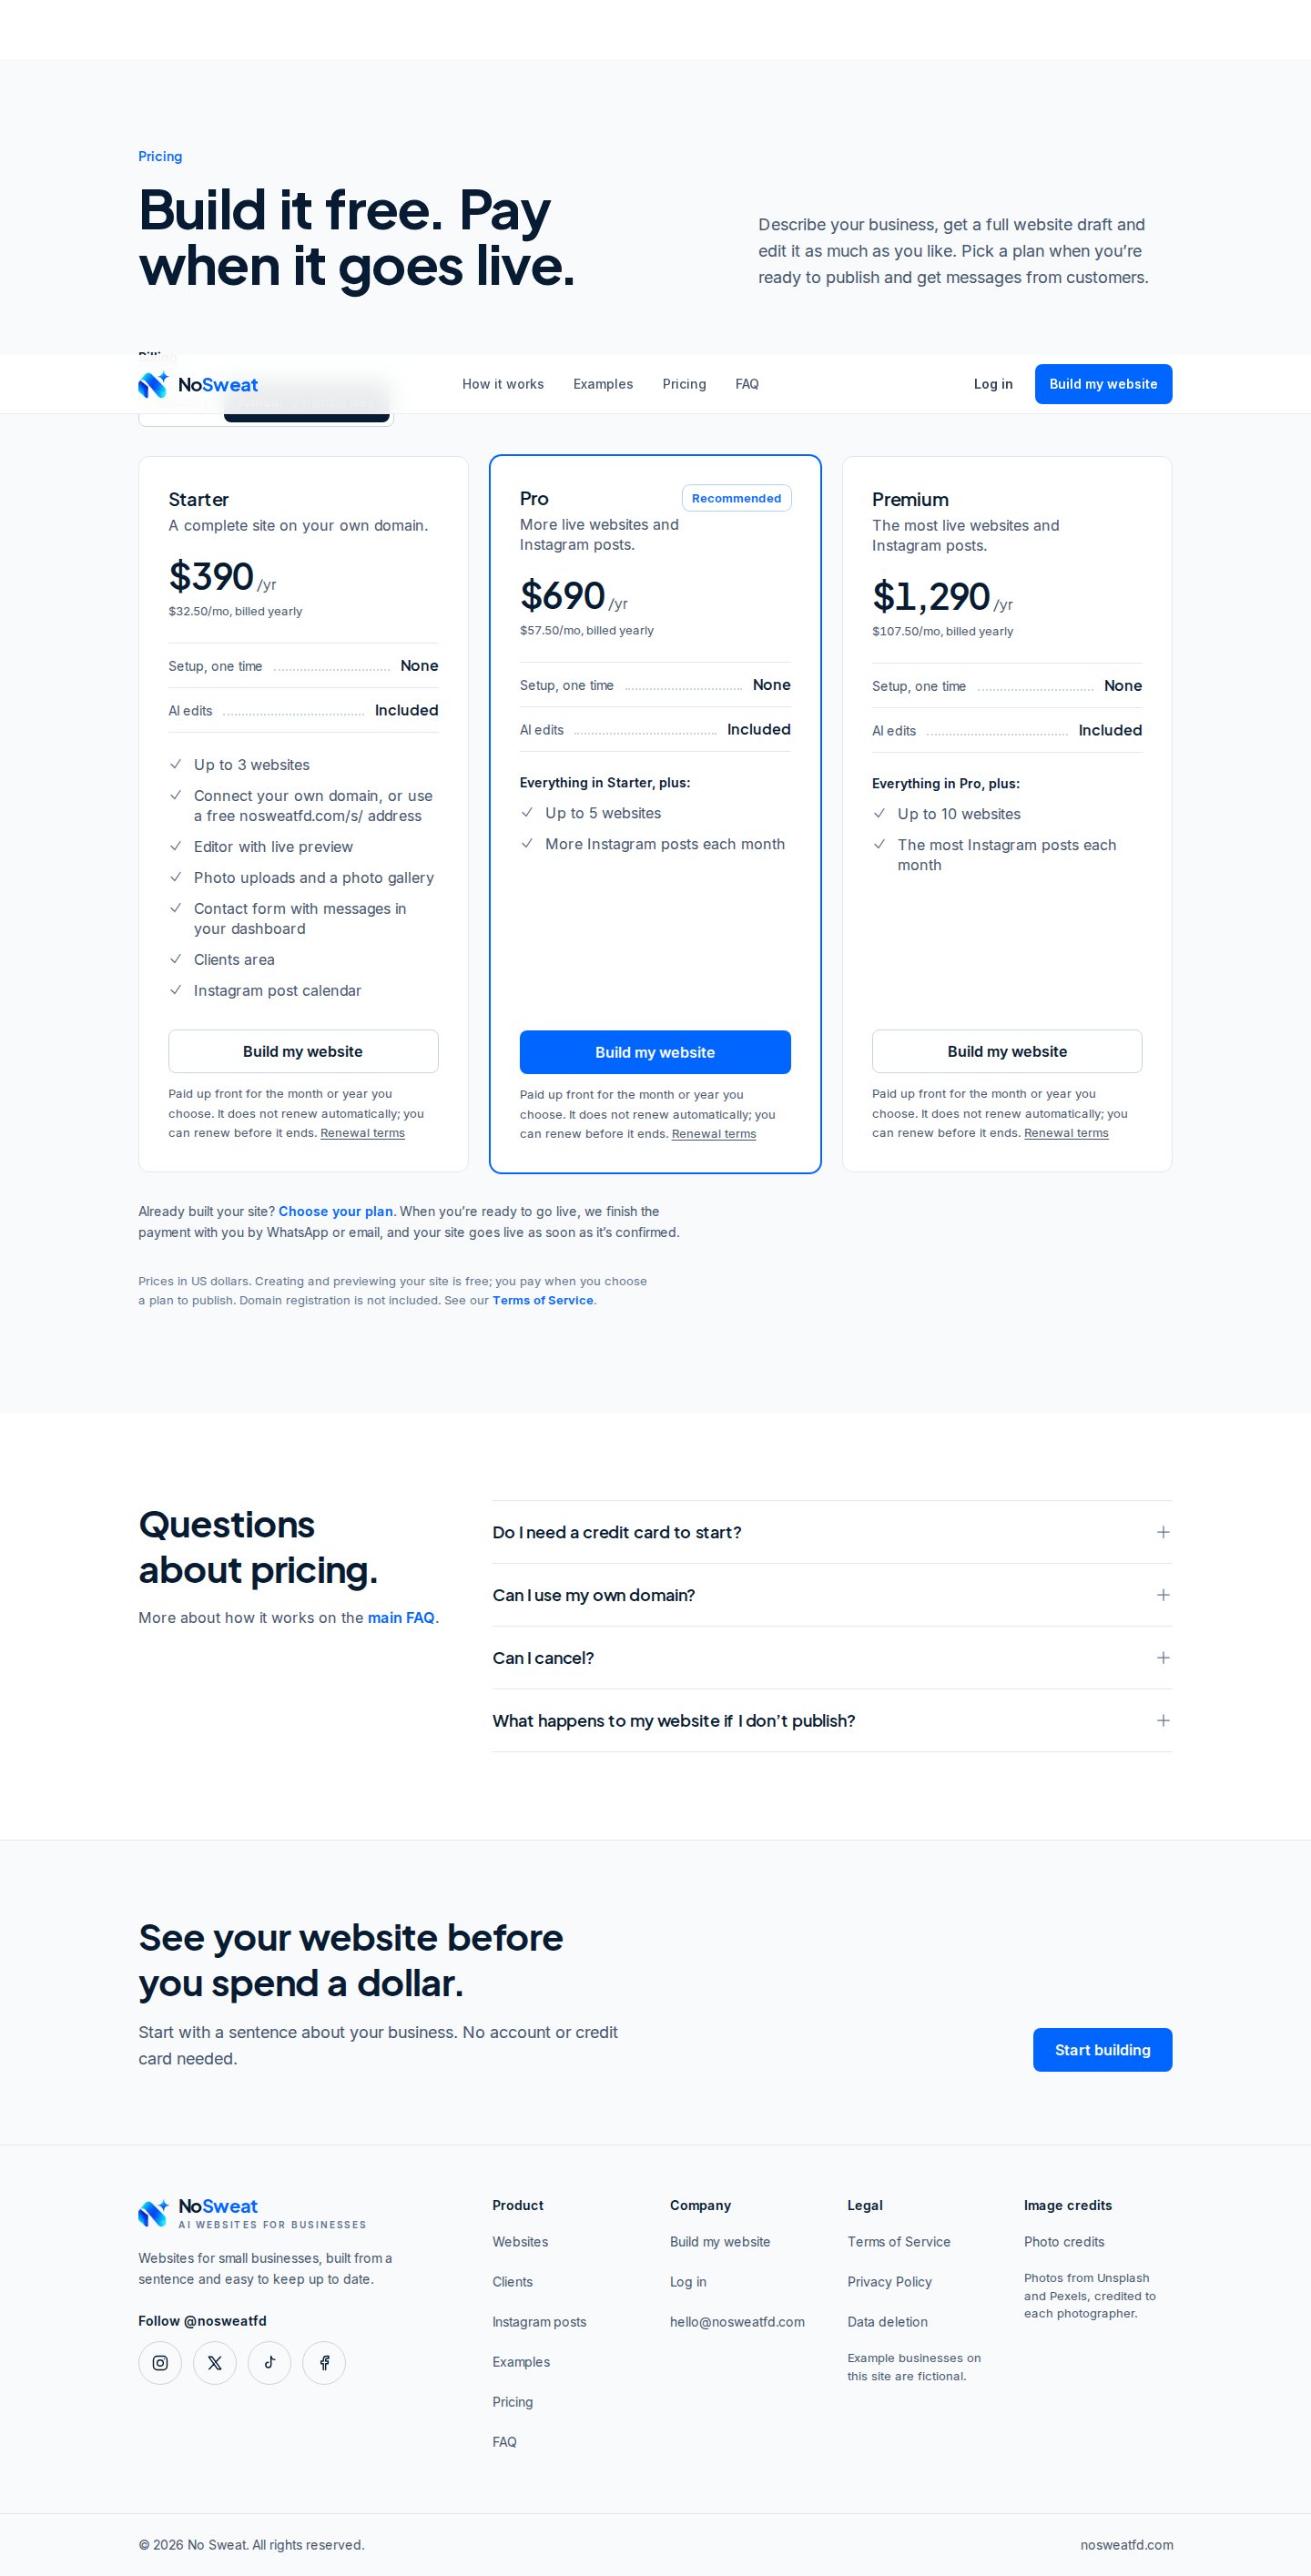 Pricing
Build it free. Pay
when it goes live.
Describe your business, get a full website draft and
edit it as much as you like. Pick a plan when you’re
ready to publish and get messages from customers.
NoSweat
How it works
Examples
Pricing
FAQ
Log in
Build my website
Starter
A complete site on your own domain.
$390 /yr
$32.50/mo, billed yearly
Setup, one time None
AI edits Included
Up to 3 websites
Connect your own domain, or use
a free nosweatfd.com/s/ address
Editor with live preview
Photo uploads and a photo gallery
Contact form with messages in
your dashboard
Clients area
Instagram post calendar
Build my website
Paid up front for the month or year you
choose. It does not renew automatically; you
can renew before it ends. Renewal terms
Pro
Recommended
More live websites and
Instagram posts.
$690 /yr
$57.50/mo, billed yearly
Setup, one time None
AI edits Included
Everything in Starter, plus:
Up to 5 websites
More Instagram posts each month
Build my website
Paid up front for the month or year you
choose. It does not renew automatically; you
can renew before it ends. Renewal terms
Premium
The most live websites and
Instagram posts.
$1,290 /yr
$107.50/mo, billed yearly
Setup, one time None
AI edits Included
Everything in Pro, plus:
Up to 10 websites
The most Instagram posts each
month
Build my website
Paid up front for the month or year you
choose. It does not renew automatically; you
can renew before it ends. Renewal terms
Already built your site? Choose your plan. When you’re ready to go live, we finish the
payment with you by WhatsApp or email, and your site goes live as soon as it’s confirmed.
Prices in US dollars. Creating and previewing your site is free; you pay when you choose
a plan to publish. Domain registration is not included. See our Terms of Service.
Questions
about pricing.
More about how it works on the main FAQ.
Do I need a credit card to start?
Can I use my own domain?
Can I cancel?
What happens to my website if I don’t publish?
See your website before
you spend a dollar.
Start with a sentence about your business. No account or credit
card needed.
Start building
NoSweat
AI WEBSITES FOR BUSINESSES
Websites for small businesses, built from a
sentence and easy to keep up to date.
Follow @nosweatfd
Product
Websites
Clients
Instagram posts
Examples
Pricing
FAQ
Company
Build my website
Log in
hello@nosweatfd.com
Legal
Terms of Service
Privacy Policy
Data deletion
Example businesses on
this site are fictional.
Image credits
Photo credits
Photos from Unsplash
and Pexels, credited to
each photographer.
© 2026 No Sweat. All rights reserved.
nosweatfd.com